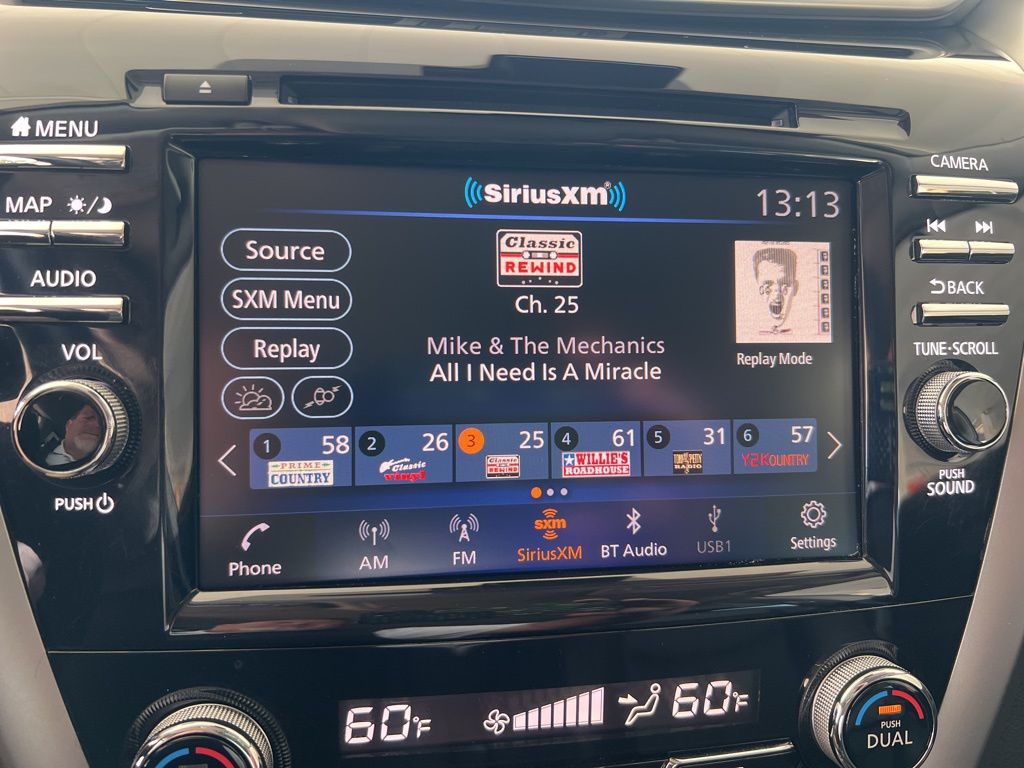 MENU
MAP
AUDIO
VOL
PUSH
SiriusXM
13:13
Source
SXM Menu
Replay
Classic
REWIND
Ch. 25
Mike & The Mechanics
All I Need Is A Miracle
Replay Mode
1 58
PRIME
COUNTRY
2 26
Classic
vinyl
3 25
Classic
REWIND
4 61
WILLIE'S
ROADHOUSE
5 31
TOM PETTY
RADIO
6 57
Y2KOUNTRY
Phone
AM
FM
sxm
SiriusXM
BT Audio
USB1
Settings
CAMERA
BACK
TUNE·SCROLL
PUSH
SOUND
60°F
60°F
PUSH
DUAL